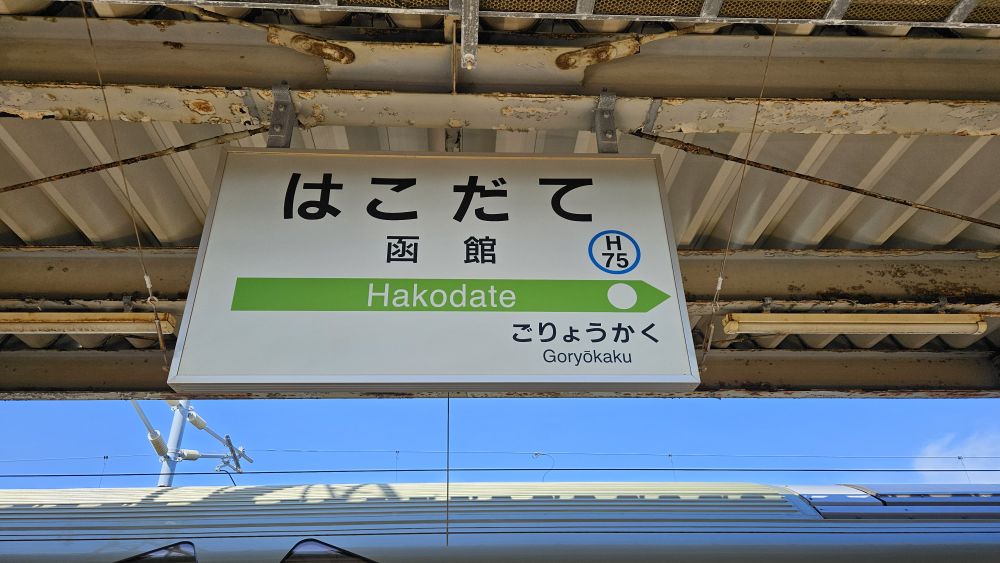 はこだて
函館
H
75
Hakodate
ごりょうかく
Goryōkaku